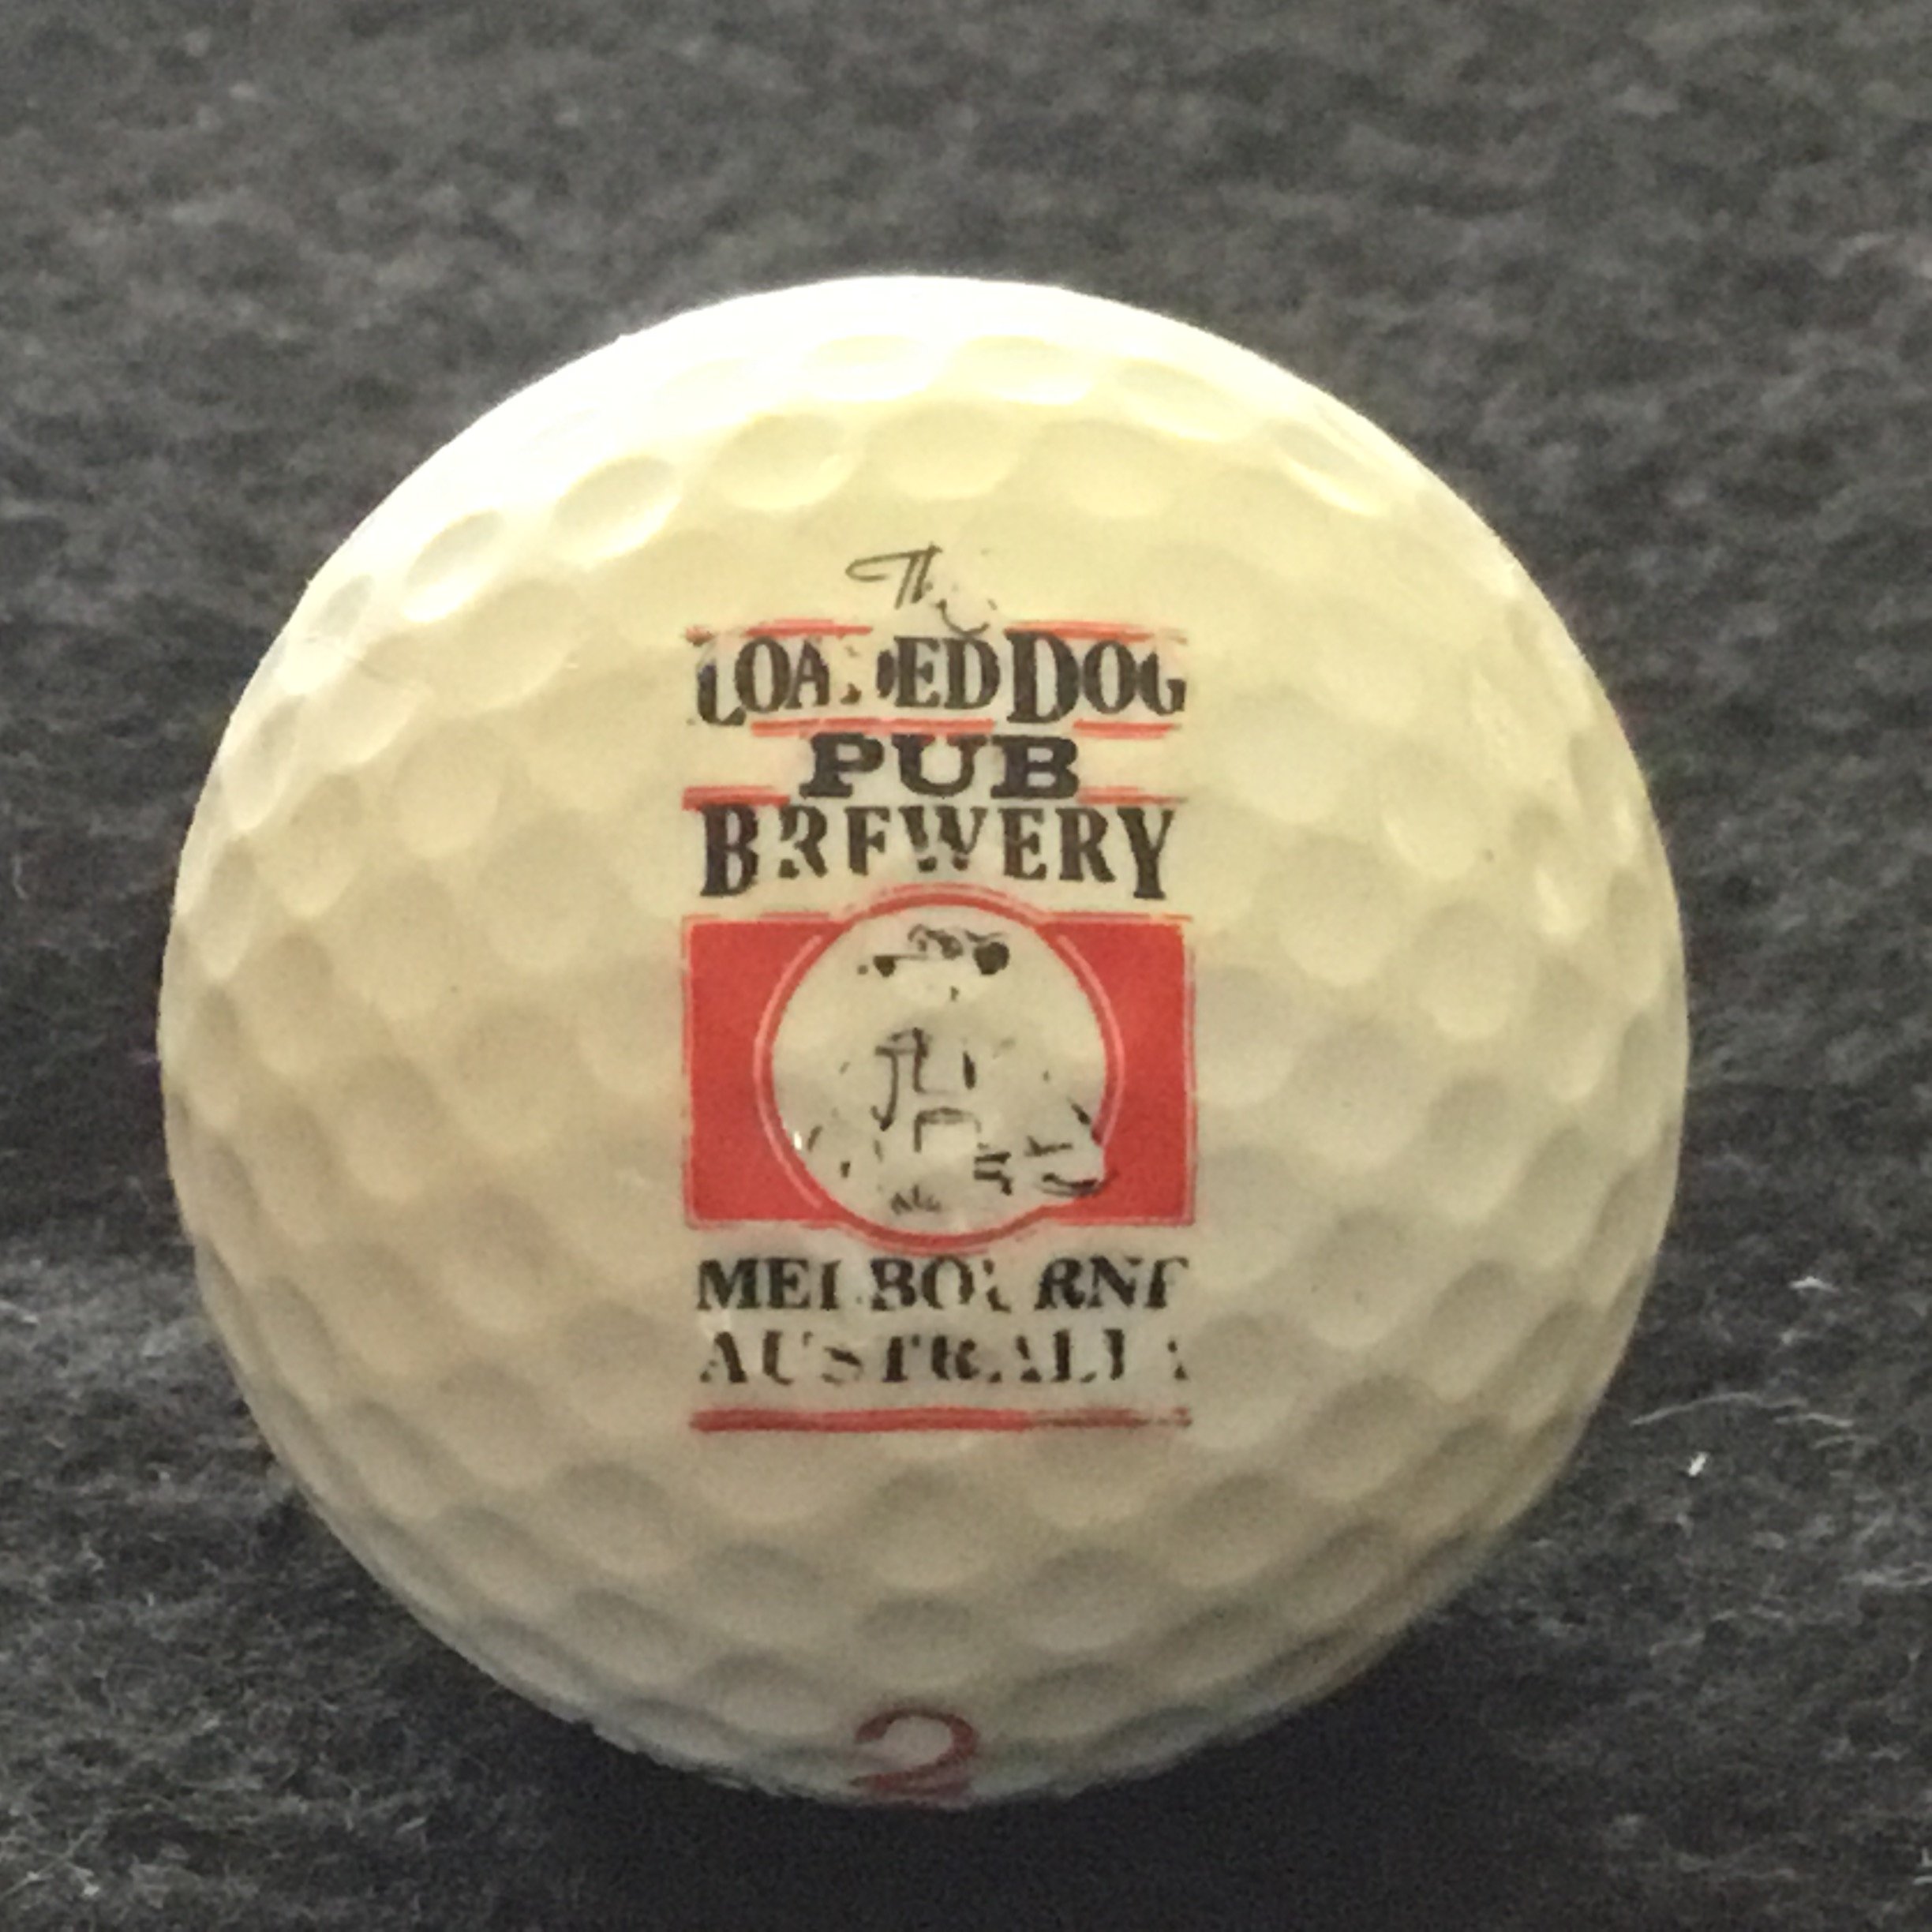 The
LOADED DOG
PUB
BREWERY
MELBOURNE
AUSTRALIA
2